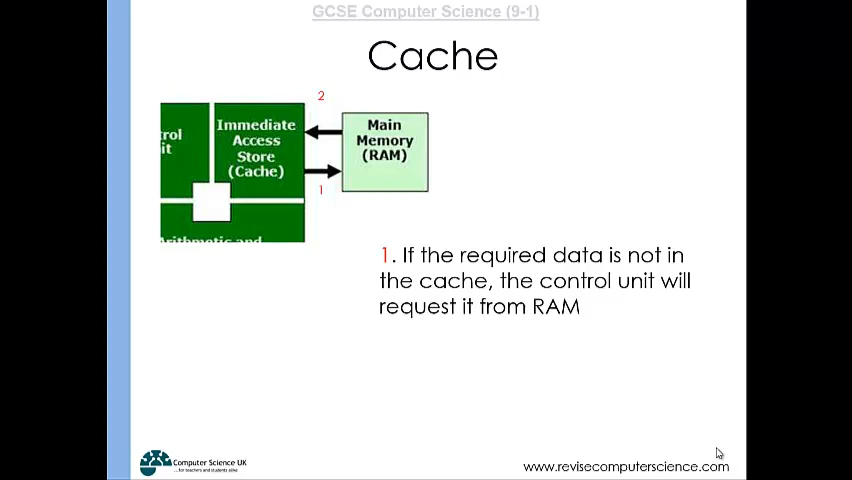 GCSE Computer Science (9-1)
Cache
2
trol
it
Immediate
Access
Store
(Cache)
Main
Memory
(RAM)
1
Arithmetic and
1. If the required data is not in
the cache, the control unit will
request it from RAM
Computer Science UK
...for teachers and students alike
www.revisecomputerscience.com